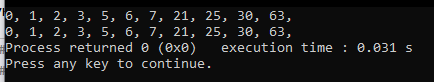 0, 1, 2, 3, 5, 6, 7, 21, 25, 30, 63,
0, 1, 2, 3, 5, 6, 7, 21, 25, 30, 63,
Process returned 0 (0x0)   execution time : 0.031 s
Press any key to continue.